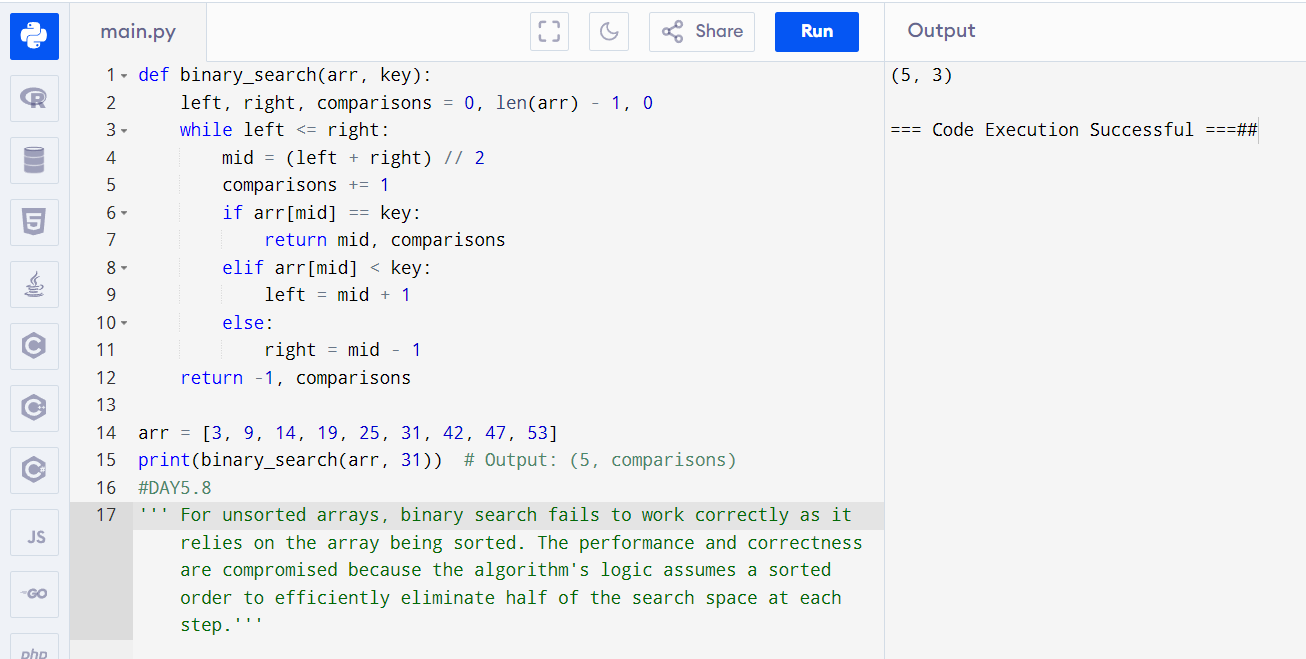 main.py
Share
Run
Output
1 def binary_search(arr, key):
2     left, right, comparisons = 0, len(arr) - 1, 0
3     while left <= right:
4         mid = (left + right) // 2
5         comparisons += 1
6         if arr[mid] == key:
7             return mid, comparisons
8         elif arr[mid] < key:
9             left = mid + 1
10         else:
11             right = mid - 1
12     return -1, comparisons
13
14 arr = [3, 9, 14, 19, 25, 31, 42, 47, 53]
15 print(binary_search(arr, 31))  # Output: (5, comparisons)
16 #DAY5.8
17 ''' For unsorted arrays, binary search fails to work correctly as it
relies on the array being sorted. The performance and correctness
are compromised because the algorithm's logic assumes a sorted
order to efficiently eliminate half of the search space at each
step.'''
(5, 3)
=== Code Execution Successful ===##
R
5
C
C
C
JS
GO
php